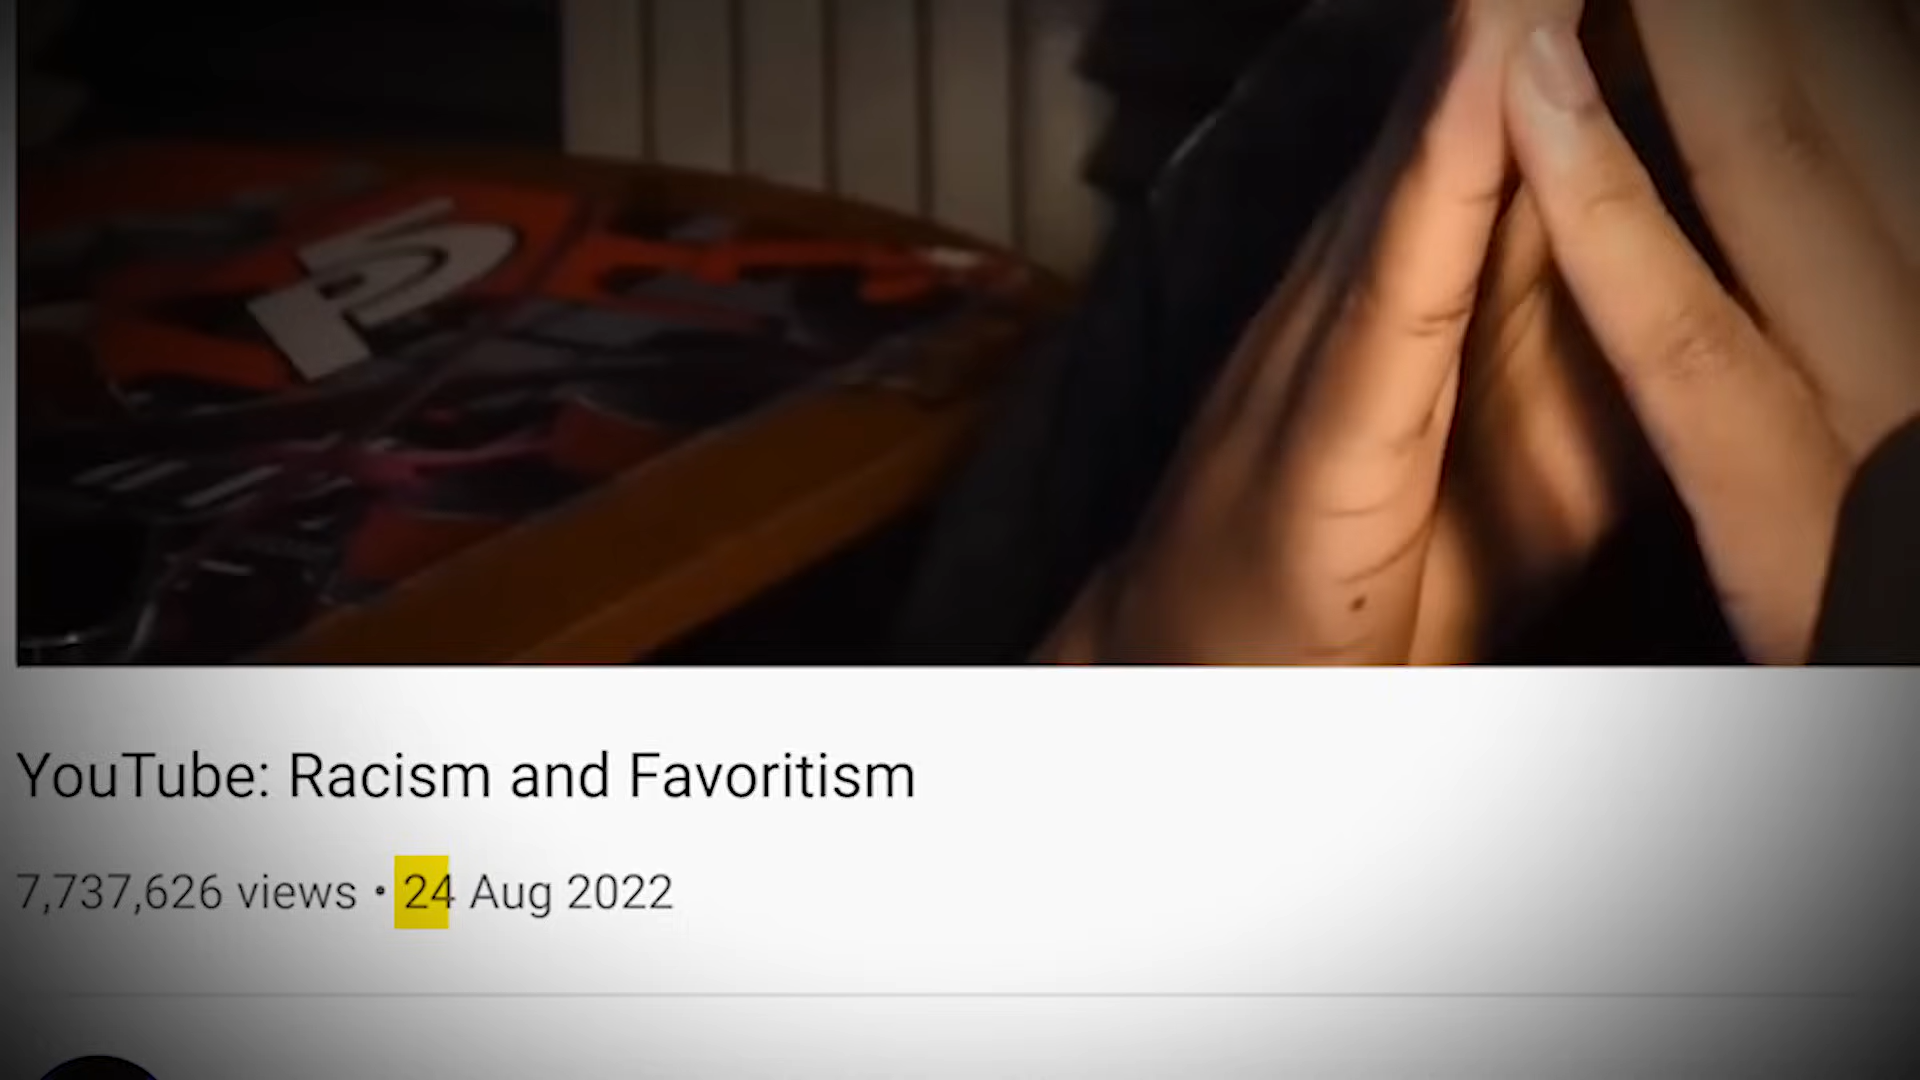 P
YouTube: Racism and Favoritism
7,737,626 views • 24 Aug 2022